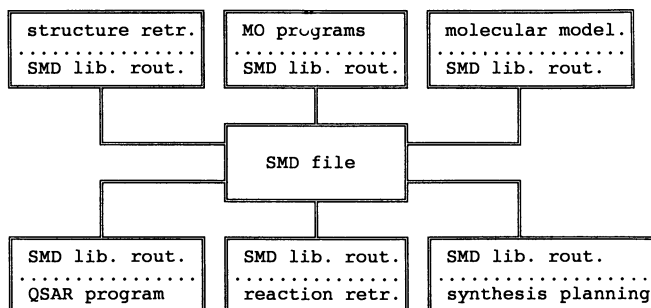 structure retr.
SMD lib. rout.
MO programs
SMD lib. rout.
molecular model.
SMD lib. rout.
SMD file
SMD lib. rout.
QSAR program
SMD lib. rout.
reaction retr.
SMD lib. rout.
synthesis planning